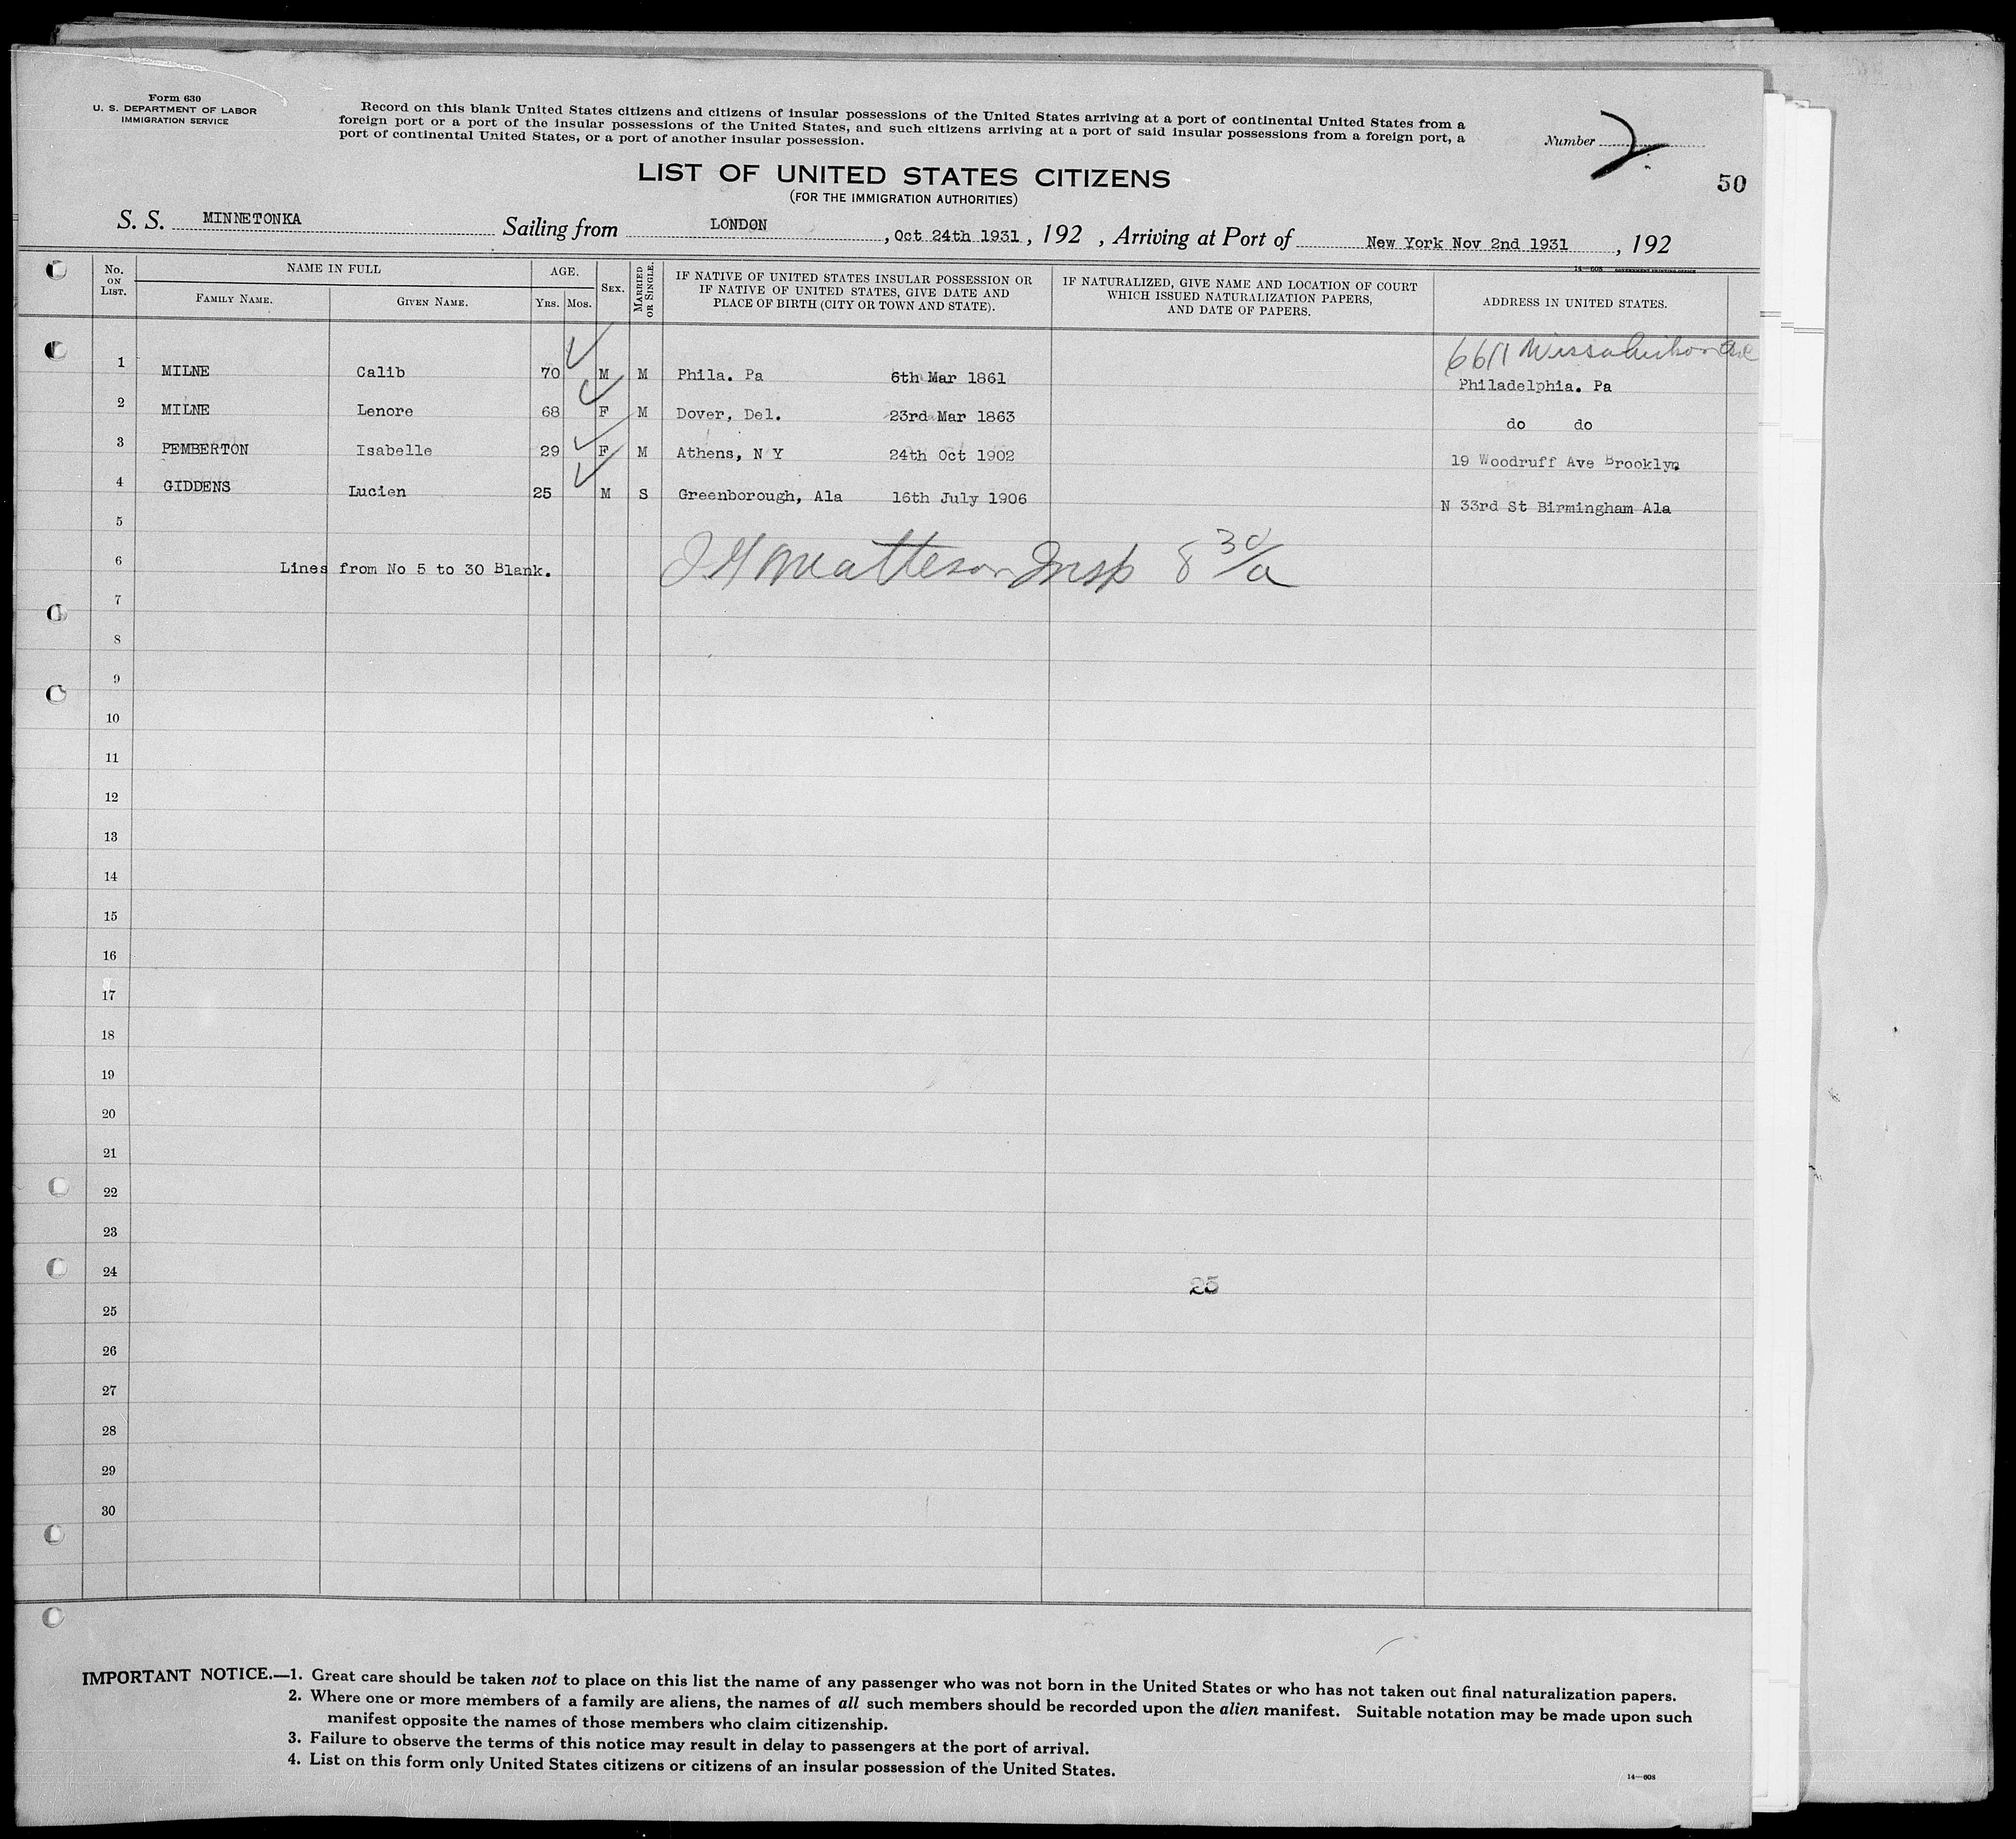 Form 630
U. S. DEPARTMENT OF LABOR
IMMIGRATION SERVICE
Record on this blank United States citizens and citizens of insular possessions of the United States arriving at a port of continental United States from a
foreign port or a port of the insular possessions of the United States, and such citizens arriving at a port of said insular possessions from a foreign port, a
port of continental United States, or a port of another insular possession.
Number 2
50
LIST OF UNITED STATES CITIZENS
(FOR THE IMMIGRATION AUTHORITIES)
S. S. MINNETONKA Sailing from LONDON , Oct 24th 1931 , 192 , Arriving at Port of New York Nov 2nd 1931 , 192
14—608 GOVERNMENT PRINTING OFFICE
No. ON LIST. NAME IN FULL FAMILY NAME. GIVEN NAME. AGE. YRS. MOS. SEX. MARRIED OR SINGLE. IF NATIVE OF UNITED STATES INSULAR POSSESSION OR IF NATIVE OF UNITED STATES, GIVE DATE AND PLACE OF BIRTH (CITY OR TOWN AND STATE). IF NATURALIZED, GIVE NAME AND LOCATION OF COURT WHICH ISSUED NATURALIZATION PAPERS, AND DATE OF PAPERS. ADDRESS IN UNITED STATES.
6611 Wissahickon Ave
1 MILNE Calib 70 M M Phila. Pa 6th Mar 1861 Philadelphia. Pa
2 MILNE Lenore 68 F M Dover, Del. 23rd Mar 1863 do do
3 PEMBERTON Isabelle 29 F M Athens, N Y 24th Oct 1902 19 Woodruff Ave Brooklyn
4 GIDDENS Lucien 25 M S Greenborough, Ala 16th July 1906 N 33rd St Birmingham Ala
5
6 Lines from No 5 to 30 Blank. J H Matteson Insp 8 30/a
7
8
9
10
11
12
13
14
15
16
17
18
19
20
21
22
23
24 25
25
26
27
28
29
30
IMPORTANT NOTICE.—1. Great care should be taken not to place on this list the name of any passenger who was not born in the United States or who has not taken out final naturalization papers.
2. Where one or more members of a family are aliens, the names of all such members should be recorded upon the alien manifest. Suitable notation may be made upon such
manifest opposite the names of those members who claim citizenship.
3. Failure to observe the terms of this notice may result in delay to passengers at the port of arrival.
4. List on this form only United States citizens or citizens of an insular possession of the United States.
14—608